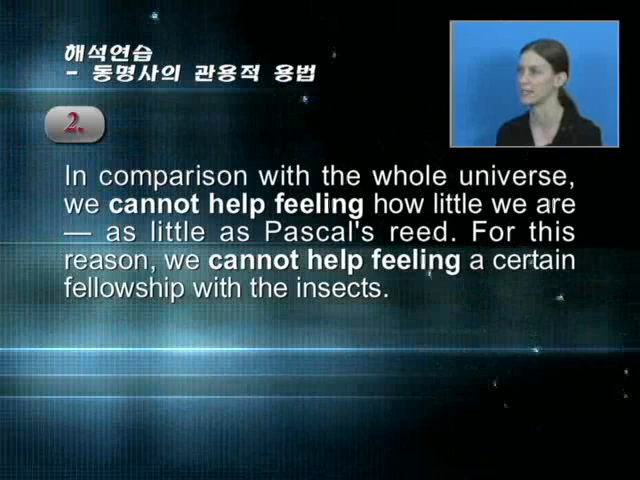 해석연습
- 동명사의 관용적 용법
2.
In comparison with the whole universe,
we cannot help feeling how little we are
— as little as Pascal's reed. For this
reason, we cannot help feeling a certain
fellowship with the insects.